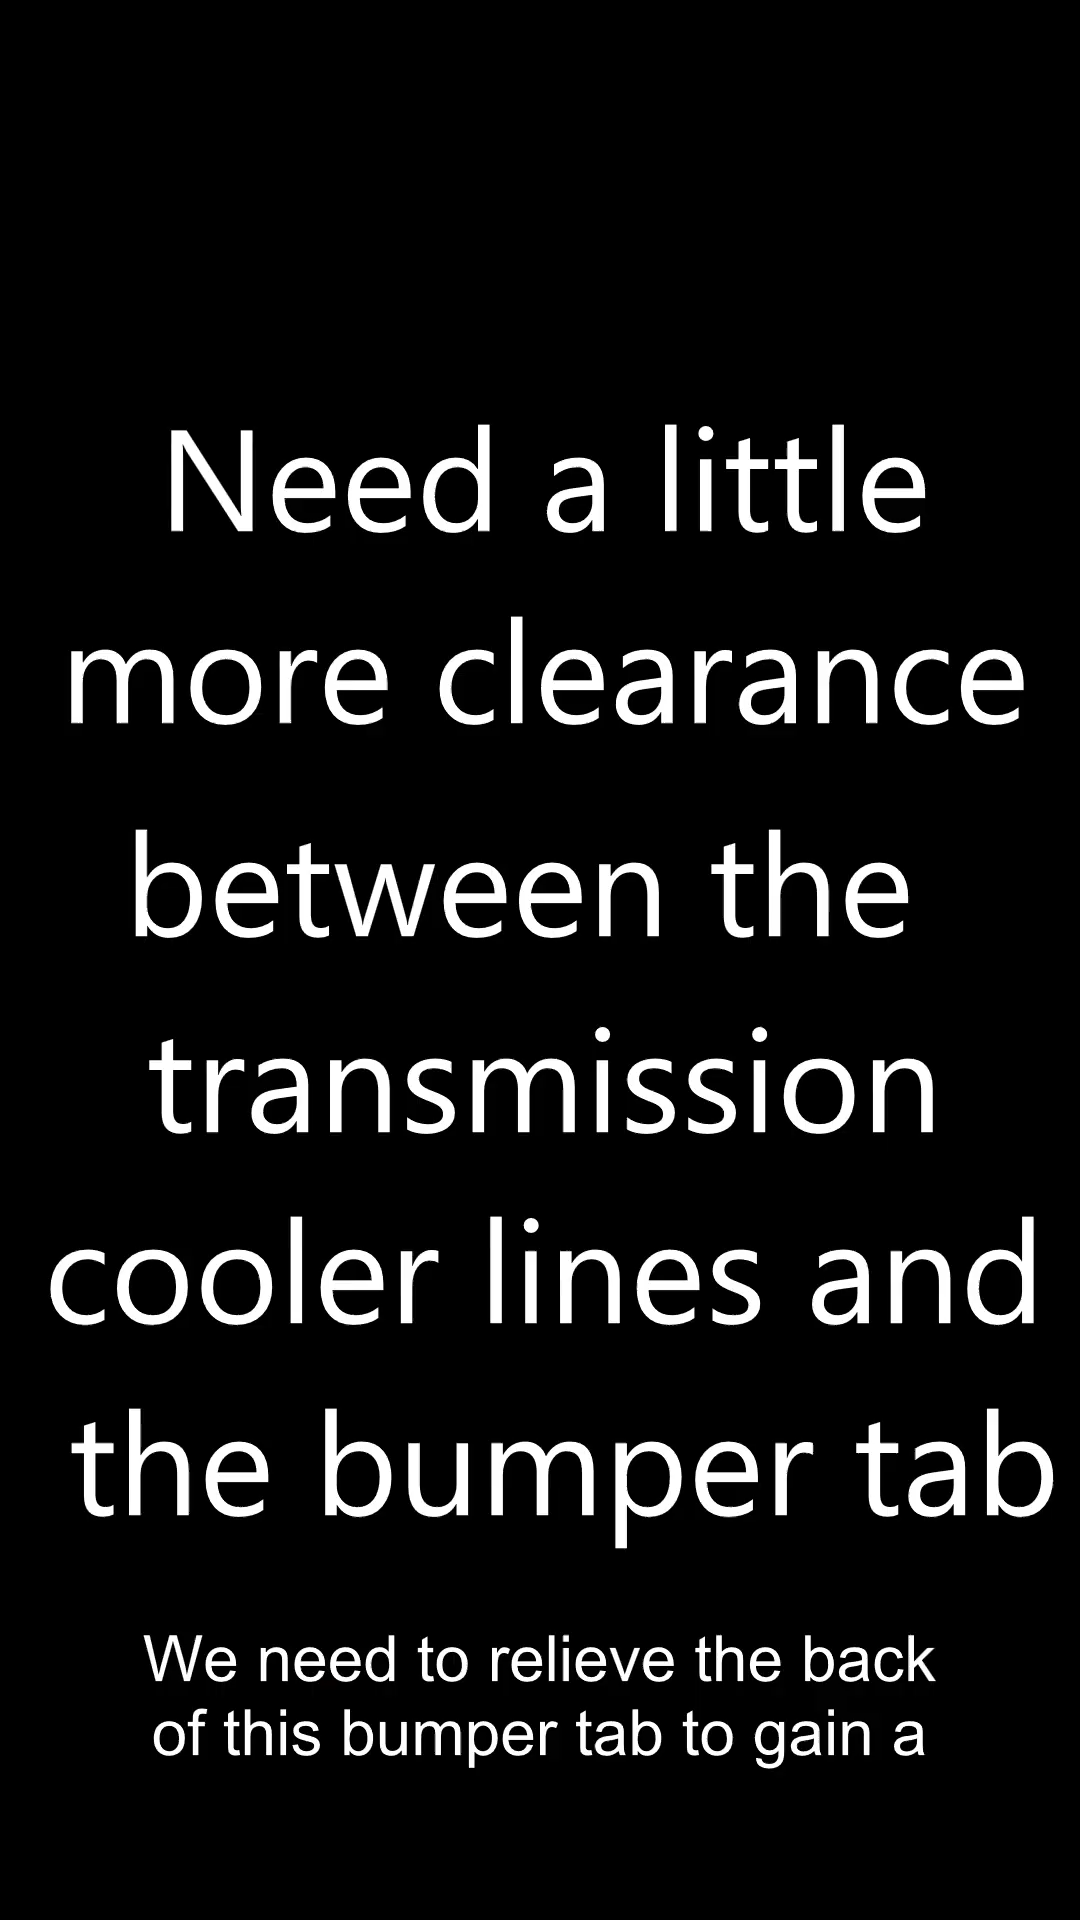 Need a little
more clearance
between the
transmission
cooler lines and
the bumper tab
We need to relieve the back
of this bumper tab to gain a